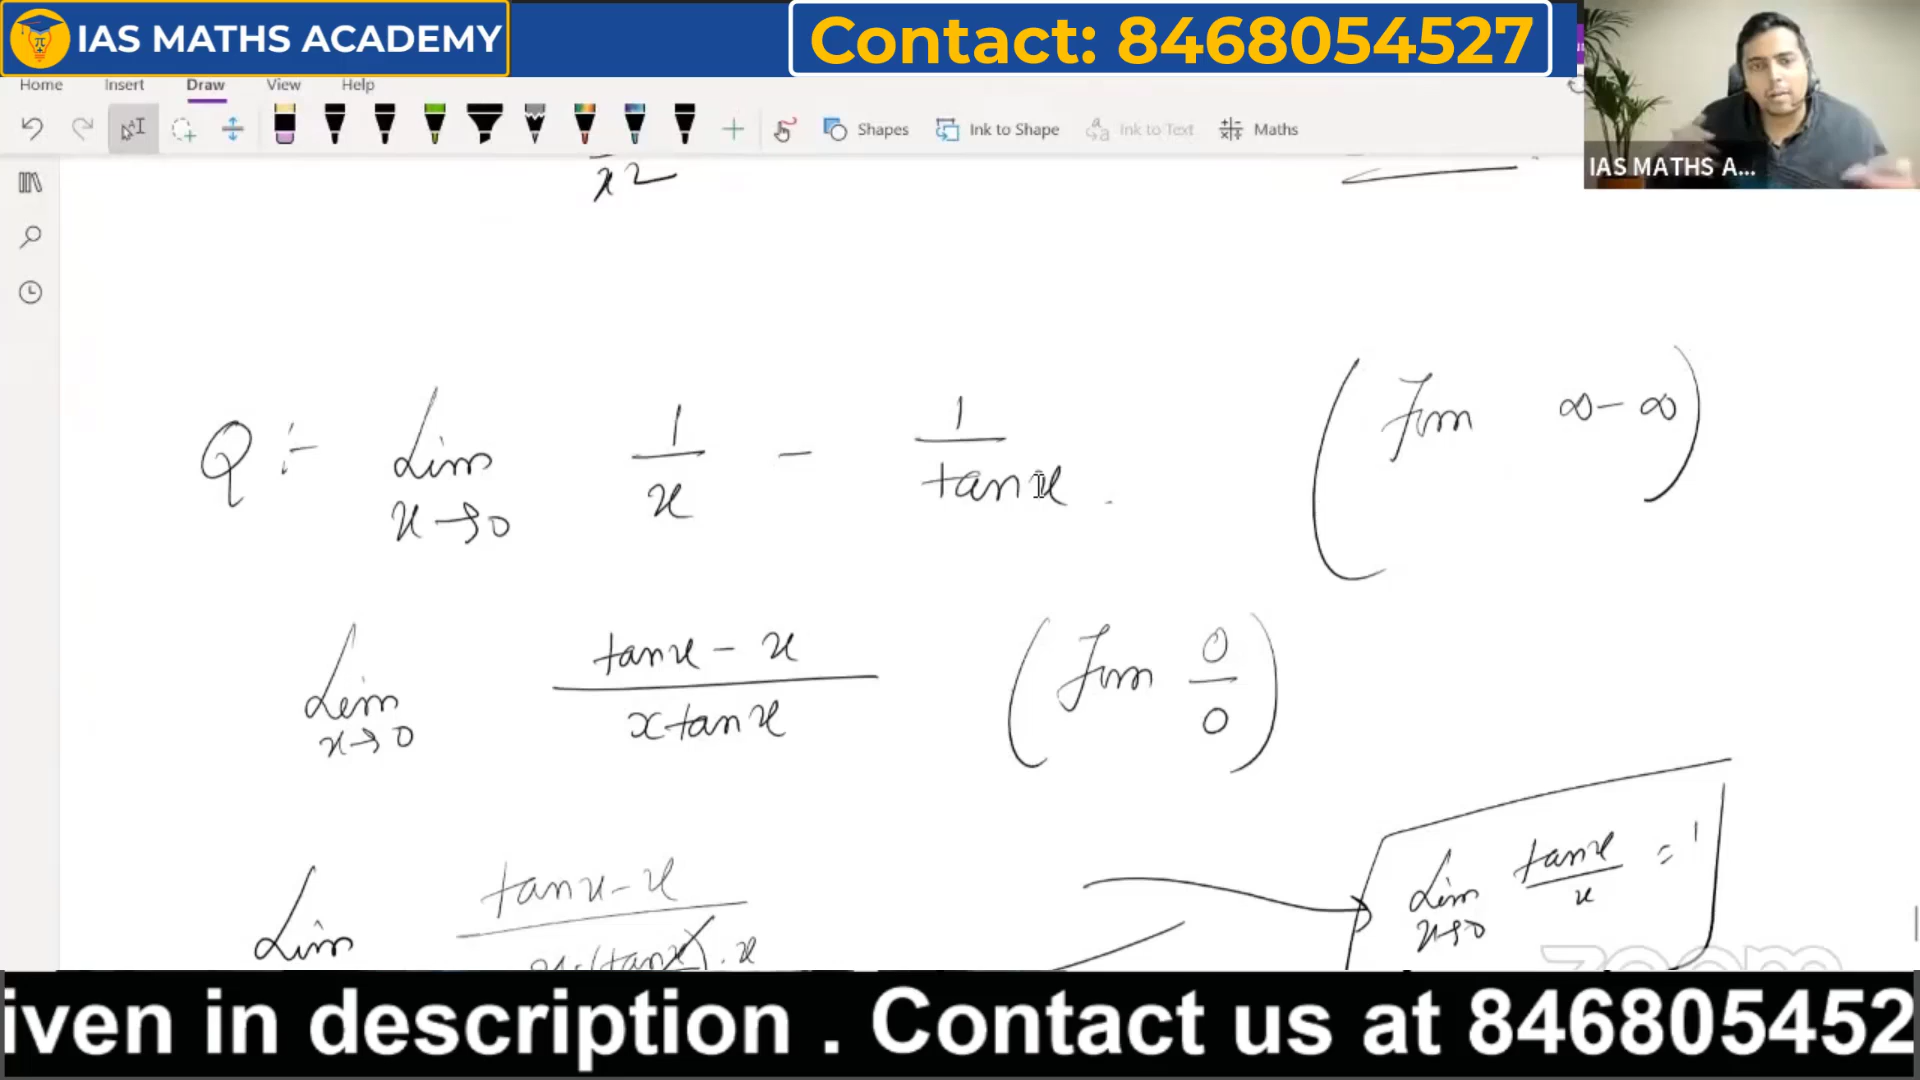 IAS MATHS ACADEMY
Contact: 8468054527
Home Insert Draw View Help
Shapes Ink to Shape Ink to Text Maths
IAS MATHS A...
x2
Q :- Lim x→0 1/x - 1/tanx . (Form ∞-∞)
Lim x→0 tanx - x / x tanx (Form 0/0)
Lim tanx - x / x.(tanx/).x
Lim x→0 tanx/x = 1
zoom
iven in description . Contact us at 846805452